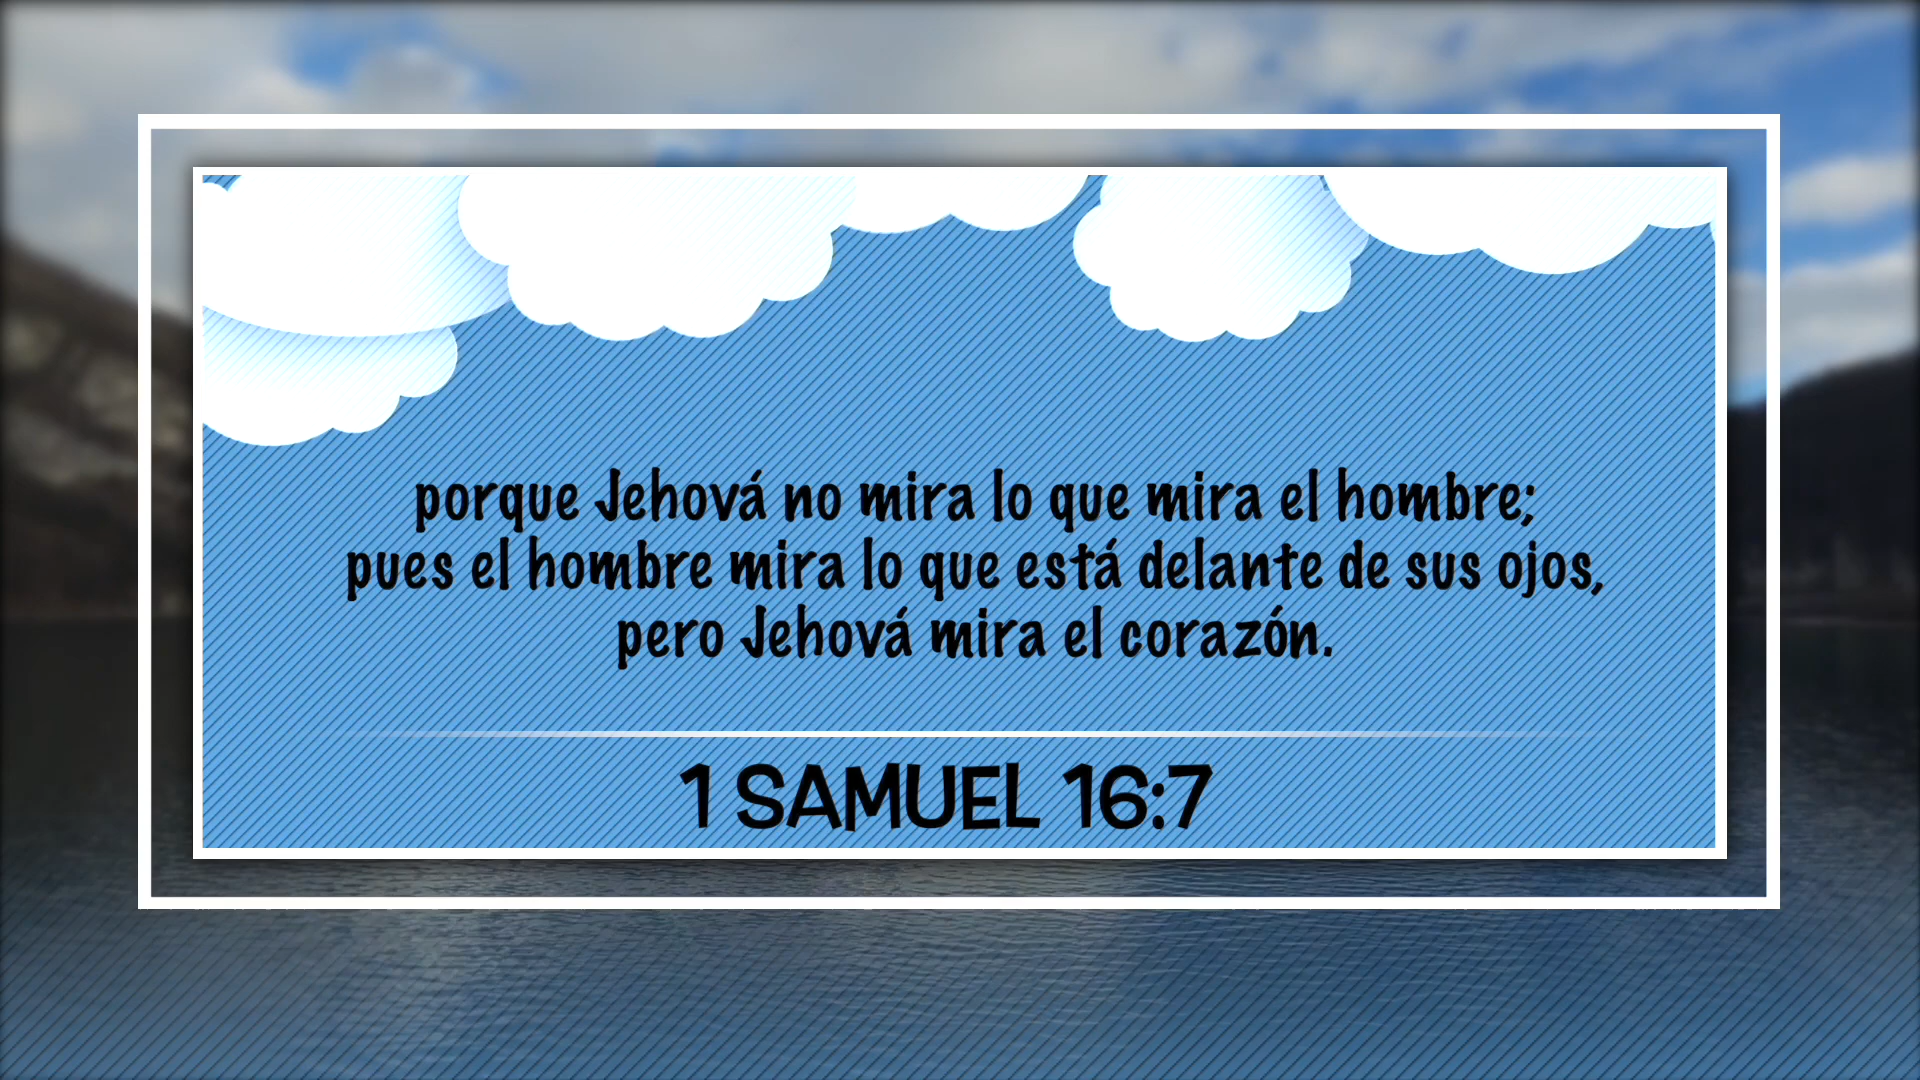 porque Jehová no mira lo que mira el hombre;
pues el hombre mira lo que está delante de sus ojos,
pero Jehová mira el corazón.
1 SAMUEL 16:7